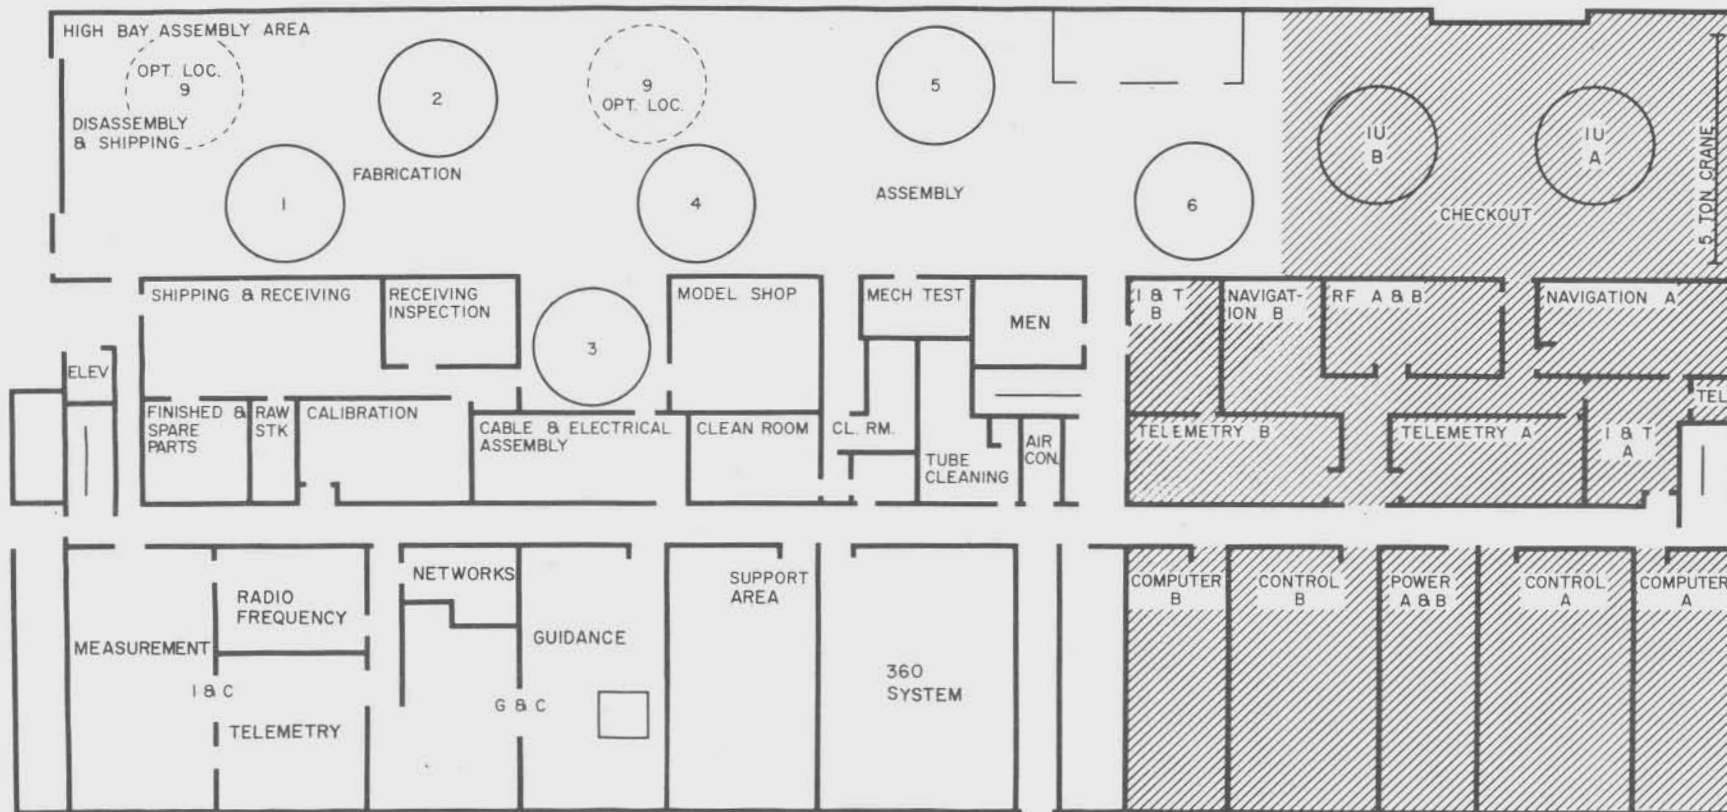 HIGH BAY ASSEMBLY AREA
OPT. LOC.
9
DISASSEMBLY
& SHIPPING
2
9
OPT. LOC.
5
IU
B
IU
A
5 TON CRANE
1
FABRICATION
4
ASSEMBLY
6
CHECKOUT
SHIPPING & RECEIVING
RECEIVING
INSPECTION
3
MODEL SHOP
MECH TEST
MEN
I & T
B
NAVIGAT-
ION B
RF A & B
NAVIGATION A
ELEV
FINISHED &
SPARE
PARTS
RAW
STK
CALIBRATION
CABLE & ELECTRICAL
ASSEMBLY
CLEAN ROOM
CL. RM.
TUBE
CLEANING
AIR
CON.
TELEMETRY B
TELEMETRY A
I & T
A
TEL
MEASUREMENT
RADIO
FREQUENCY
I & C
TELEMETRY
NETWORKS
GUIDANCE
G & C
SUPPORT
AREA
360
SYSTEM
COMPUTER
B
CONTROL
B
POWER
A & B
CONTROL
A
COMPUTER
A